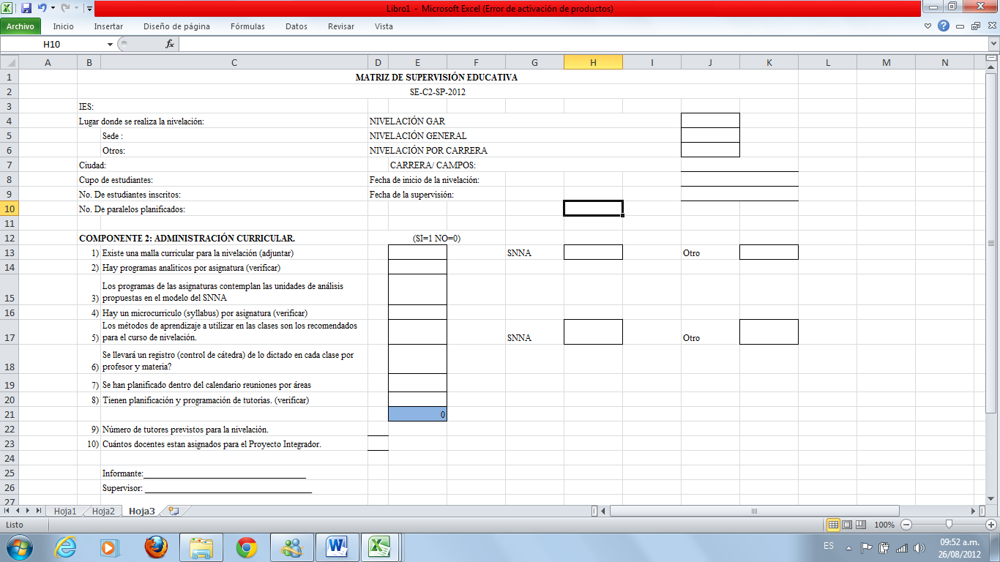 Libro1 - Microsoft Excel (Error de activación de productos)
Archivo Inicio Insertar Diseño de página Fórmulas Datos Revisar Vista
H10 fx
A B C D E F G H I J K L M N
1 MATRIZ DE SUPERVISIÓN EDUCATIVA
2 SE-C2-SP-2012
3 IES:
4 Lugar donde se realiza la nivelación: NIVELACIÓN GAR
5 Sede : NIVELACIÓN GENERAL
6 Otros: NIVELACIÓN POR CARRERA
7 Ciudad: CARRERA/ CAMPOS:
8 Cupo de estudiantes: Fecha de inicio de la nivelación:
9 No. De estudiantes inscritos: Fecha de la supervisión:
10 No. De paralelos planificados:
11
12 COMPONENTE 2: ADMINISTRACIÓN CURRICULAR. (SI=1 NO=0)
13 1) Existe una malla curricular para la nivelación (adjuntar) SNNA Otro
14 2) Hay programas analíticos por asignatura (verificar)
Los programas de las asignaturas contemplan las unidades de análisis
15 3) propuestas en el modelo del SNNA
16 4) Hay un microcurriculo (syllabus) por asignatura (verificar)
Los métodos de aprendizaje a utilizar en las clases son los recomendados
17 5) para el curso de nivelación. SNNA Otro
Se llevará un registro (control de cátedra) de lo dictado en cada clase por
18 6) profesor y materia?
19 7) Se han planificado dentro del calendario reuniones por áreas
20 8) Tienen planificación y programación de tutorías. (verificar)
21 0
22 9) Número de tutores previstos para la nivelación.
23 10) Cuántos docentes estan asignados para el Proyecto Integrador.
24
25 Informante:
26 Supervisor:
27
Hoja1 Hoja2 Hoja3
Listo 100%
ES 09:52 a.m.
26/08/2012